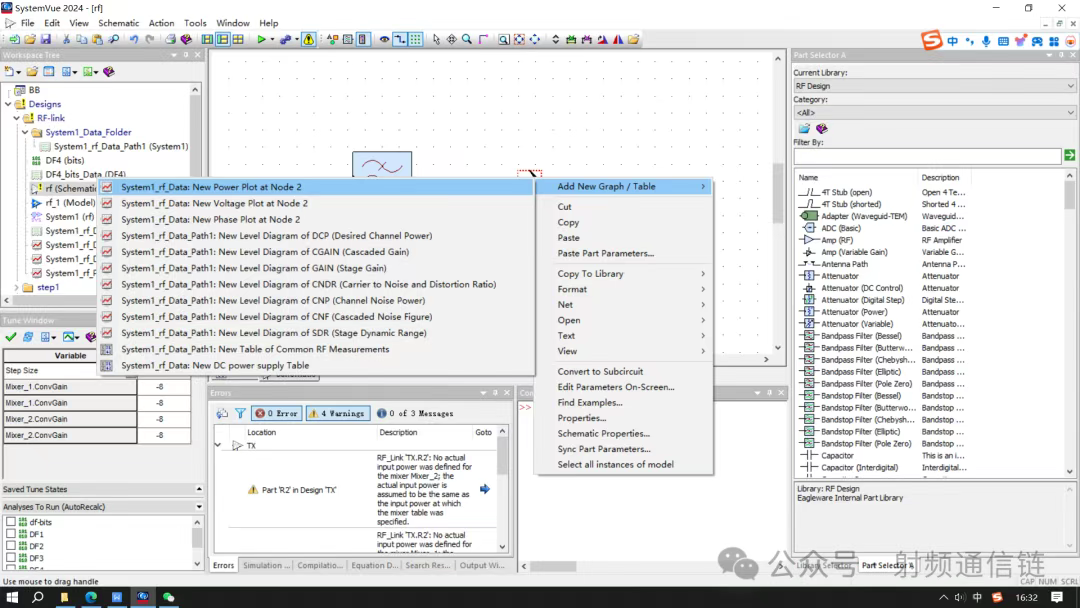 SystemVue 2024 - [rf]
File Edit View Schematic Action Tools Window Help
Workspace Tree
BB
Designs
RF-link
System1_Data_Folder
System1_rf_Data_Path1 (System1)
DF4 (bits)
DF4_bits_Data (DF4)
rf (Schemati
rf_1 (Model)
System1 (rf)
System1_rf_D
System1_rf_D
System1_rf_D
System1_rf_P
step1
System1_rf_Data: New Power Plot at Node 2
System1_rf_Data: New Voltage Plot at Node 2
System1_rf_Data: New Phase Plot at Node 2
System1_rf_Data_Path1: New Level Diagram of DCP (Desired Channel Power)
System1_rf_Data_Path1: New Level Diagram of CGAIN (Cascaded Gain)
System1_rf_Data_Path1: New Level Diagram of GAIN (Stage Gain)
System1_rf_Data_Path1: New Level Diagram of CNDR (Carrier to Noise and Distortion Ratio)
System1_rf_Data_Path1: New Level Diagram of CNP (Channel Noise Power)
System1_rf_Data_Path1: New Level Diagram of CNF (Cascaded Noise Figure)
System1_rf_Data_Path1: New Level Diagram of SDR (Stage Dynamic Range)
System1_rf_Data_Path1: New Table of Common RF Measurements
System1_rf_Data: New DC power supply Table
Add New Graph / Table
Cut
Copy
Paste
Paste Part Parameters...
Copy To Library
Format
Net
Open
Text
View
Convert to Subcircuit
Edit Parameters On-Screen...
Find Examples...
Properties...
Schematic Properties...
Sync Part Parameters...
Select all instances of model
Tune Window
Variable
Step Size
Mixer_1.ConvGain -8
Mixer_1.ConvGain -8
Mixer_2.ConvGain -8
Mixer_2.ConvGain -8
Saved Tune States
Analyses To Run (AutoRecalc)
df-bits
DF1
DF2
DF3
Errors
0 Error 4 Warnings 0 of 3 Messages
Location Description Goto
TX
Part 'R2' in Design 'TX'
RF_Link 'TX.R2': No actual
input power was defined for
the mixer Mixer_2; the
actual input power is
assumed to be the same as
the input power at which
the mixer table was
specified.
RF_Link 'TX.R2': No actual
input power was defined for
Errors Simulation ... Compilatio... Equation D... Search Res... Output Wi...
>>
Part Selector A
Current Library:
RF Design
Category:
<All>
Filter By:
Name Description
4T Stub (open) Open 4 Te...
4T Stub (shorted) Shorted 4 ...
Adapter (Waveguid-TEM) Waveguid...
ADC (Basic) Basic ADC ...
Amp (RF) RF Amplifier
Amp (Variable Gain) Variable G...
Antenna Path Antenna P...
Attenuator Attenuator
Attenuator (DC Control) Attenuator
Attenuator (Digital Step) Digital Ste...
Attenuator (Power) Attenuator
Attenuator (Variable) Attenuator
Bandpass Filter (Bessel) Bandpass ...
Bandpass Filter (Butterw... Bandpass ...
Bandpass Filter (Chebysh... Bandpass ...
Bandpass Filter (Elliptic) Bandpass ...
Bandpass Filter (Pole Zero) Bandpass ...
Bandstop Filter (Bessel) Bandstop ...
Bandstop Filter (Butterwo... Bandstop ...
Bandstop Filter (Chebysh... Bandstop ...
Bandstop Filter (Elliptic) Bandstop ...
Bandstop Filter (Pole Zero) Bandstop ...
Capacitor This is an i...
Capacitor (Interdigital) Interdigital...
Library: RF Design
Eagleware Internal Part Library
Library Selector Part Selector A
公众号 射频通信链
Use mouse to drag handle
CAP NUM SCRL
中
16:32